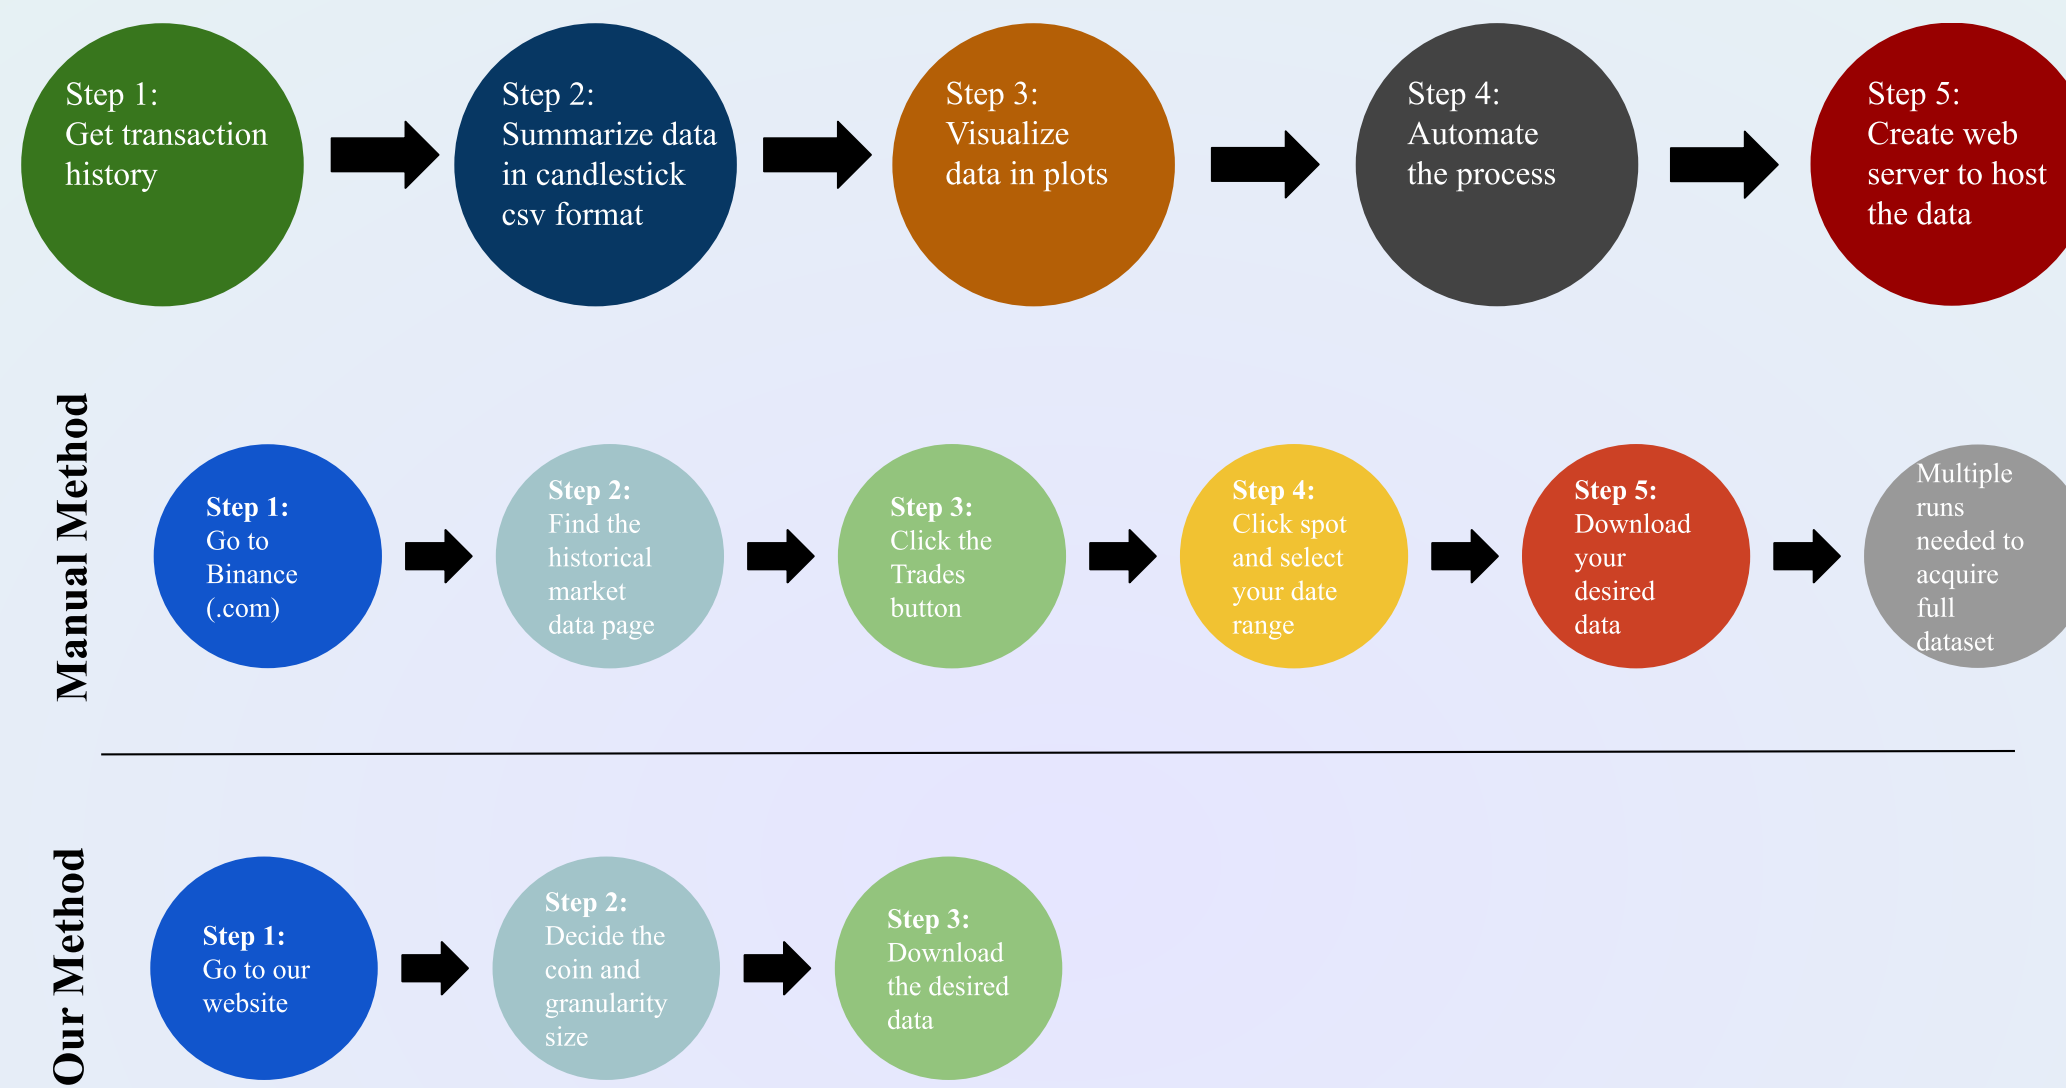 Step 1:
Get transaction
history
Step 2:
Summarize data
in candlestick
csv format
Step 3:
Visualize
data in plots
Step 4:
Automate
the process
Step 5:
Create web
server to host
the data
Manual Method
Step 1:
Go to
Binance
(.com)
Step 2:
Find the
historical
market
data page
Step 3:
Click the
Trades
button
Step 4:
Click spot
and select
your date
range
Step 5:
Download
your
desired
data
Multiple
runs
needed to
acquire
full
dataset
Our Method
Step 1:
Go to our
website
Step 2:
Decide the
coin and
granularity
size
Step 3:
Download
the desired
data